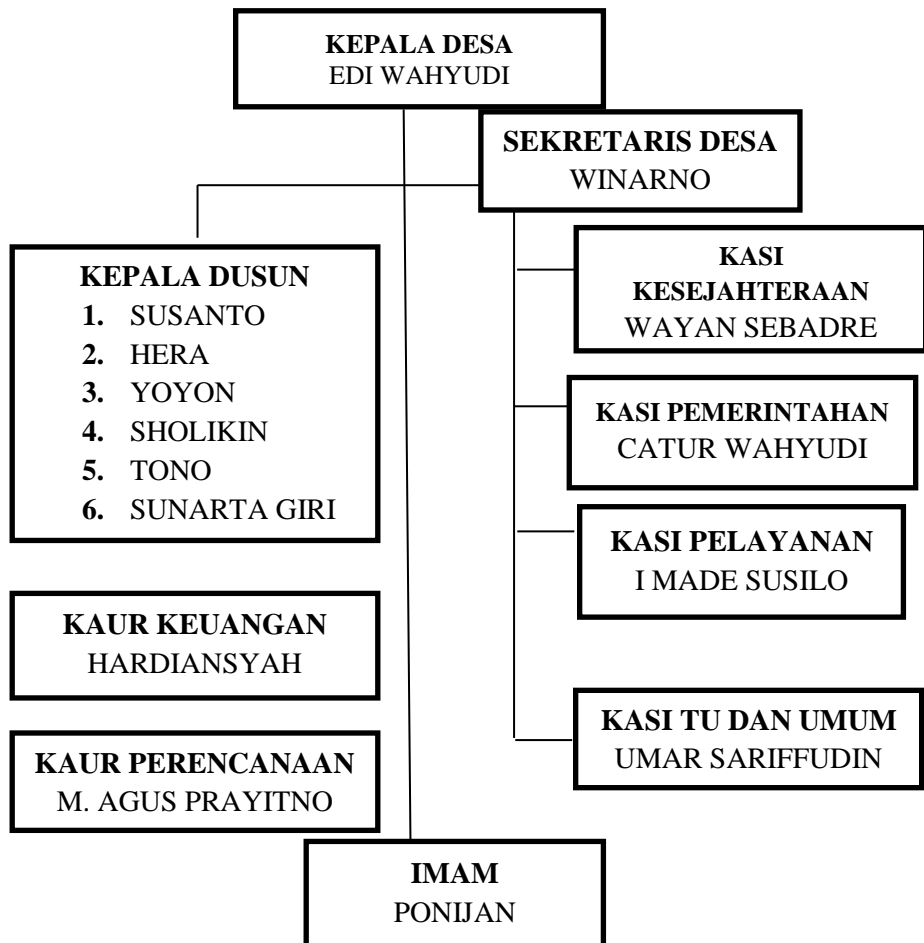 KEPALA DESA
EDI WAHYUDI
SEKRETARIS DESA
WINARNO
KEPALA DUSUN
1. SUSANTO
2. HERA
3. YOYON
4. SHOLIKIN
5. TONO
6. SUNARTA GIRI
KASI
KESEJAHTERAAN
WAYAN SEBADRE
KASI PEMERINTAHAN
CATUR WAHYUDI
KASI PELAYANAN
I MADE SUSILO
KAUR KEUANGAN
HARDIANSYAH
KASI TU DAN UMUM
UMAR SARIFFUDIN
KAUR PERENCANAAN
M. AGUS PRAYITNO
IMAM
PONIJAN